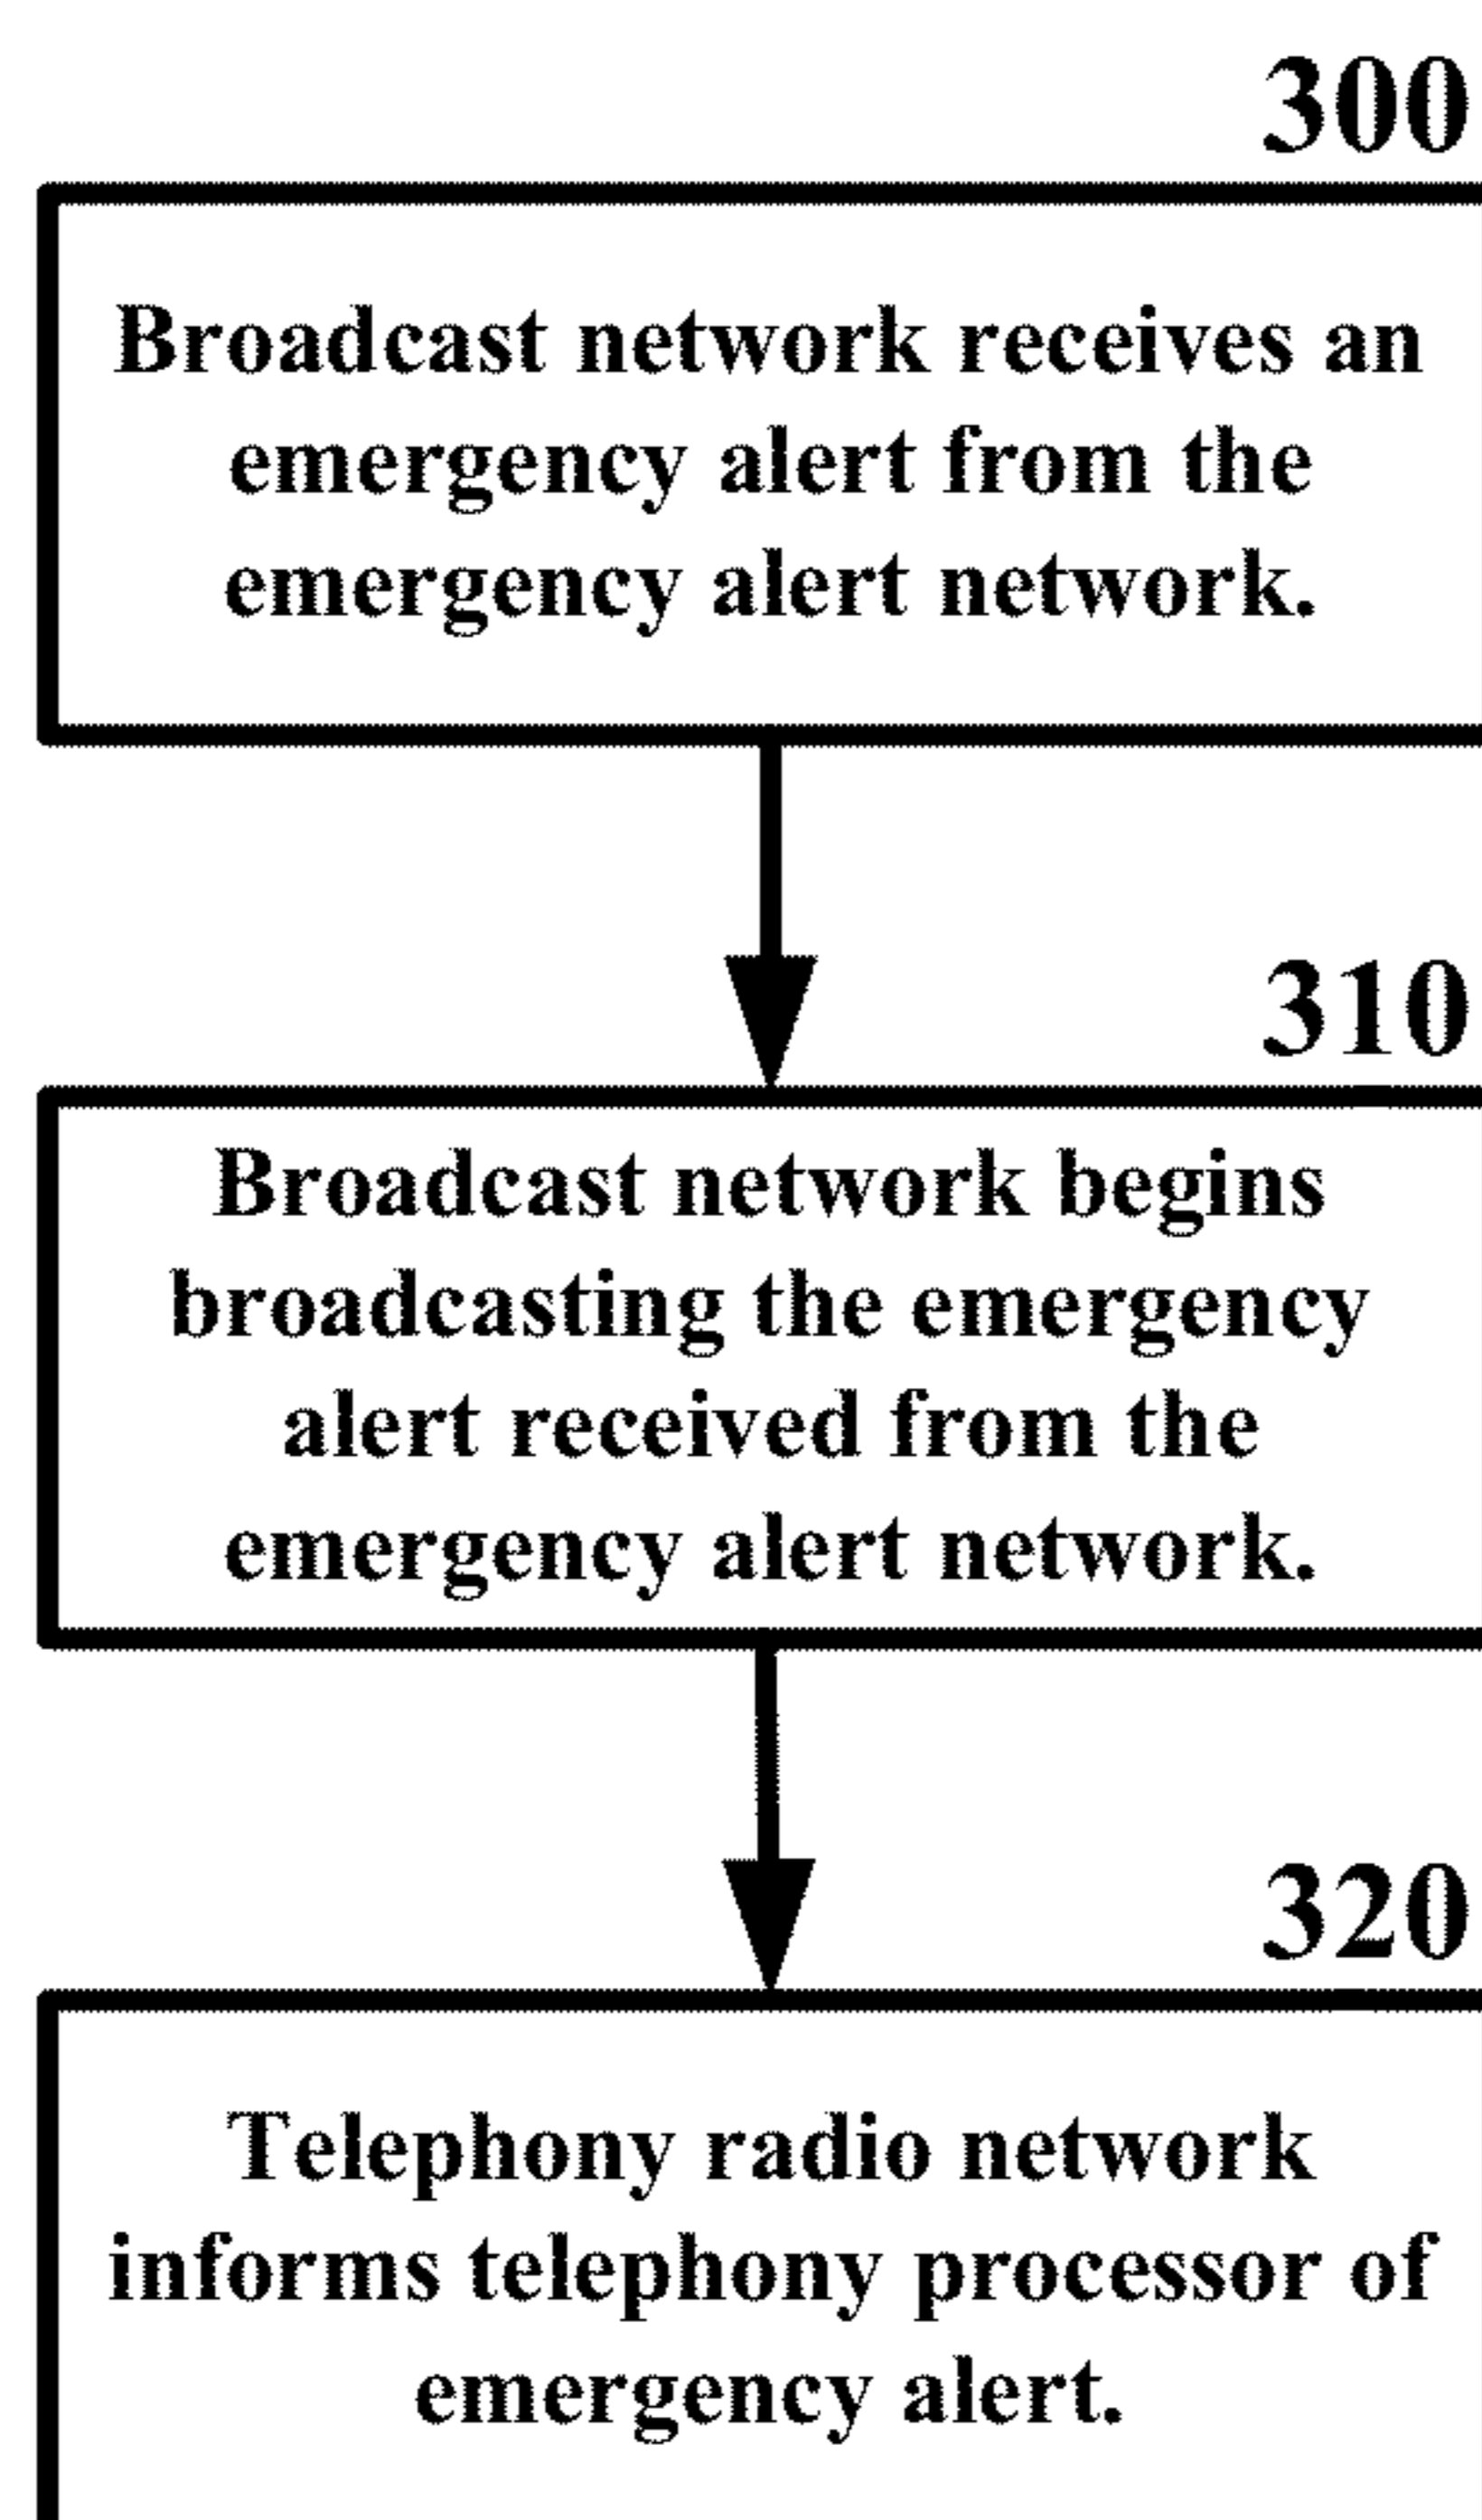 300
Broadcast network receives an
emergency alert from the
emergency alert network.
310
Broadcast network begins
broadcasting the emergency
alert received from the
emergency alert network.
320
Telephony radio network
informs telephony processor of
emergency alert.